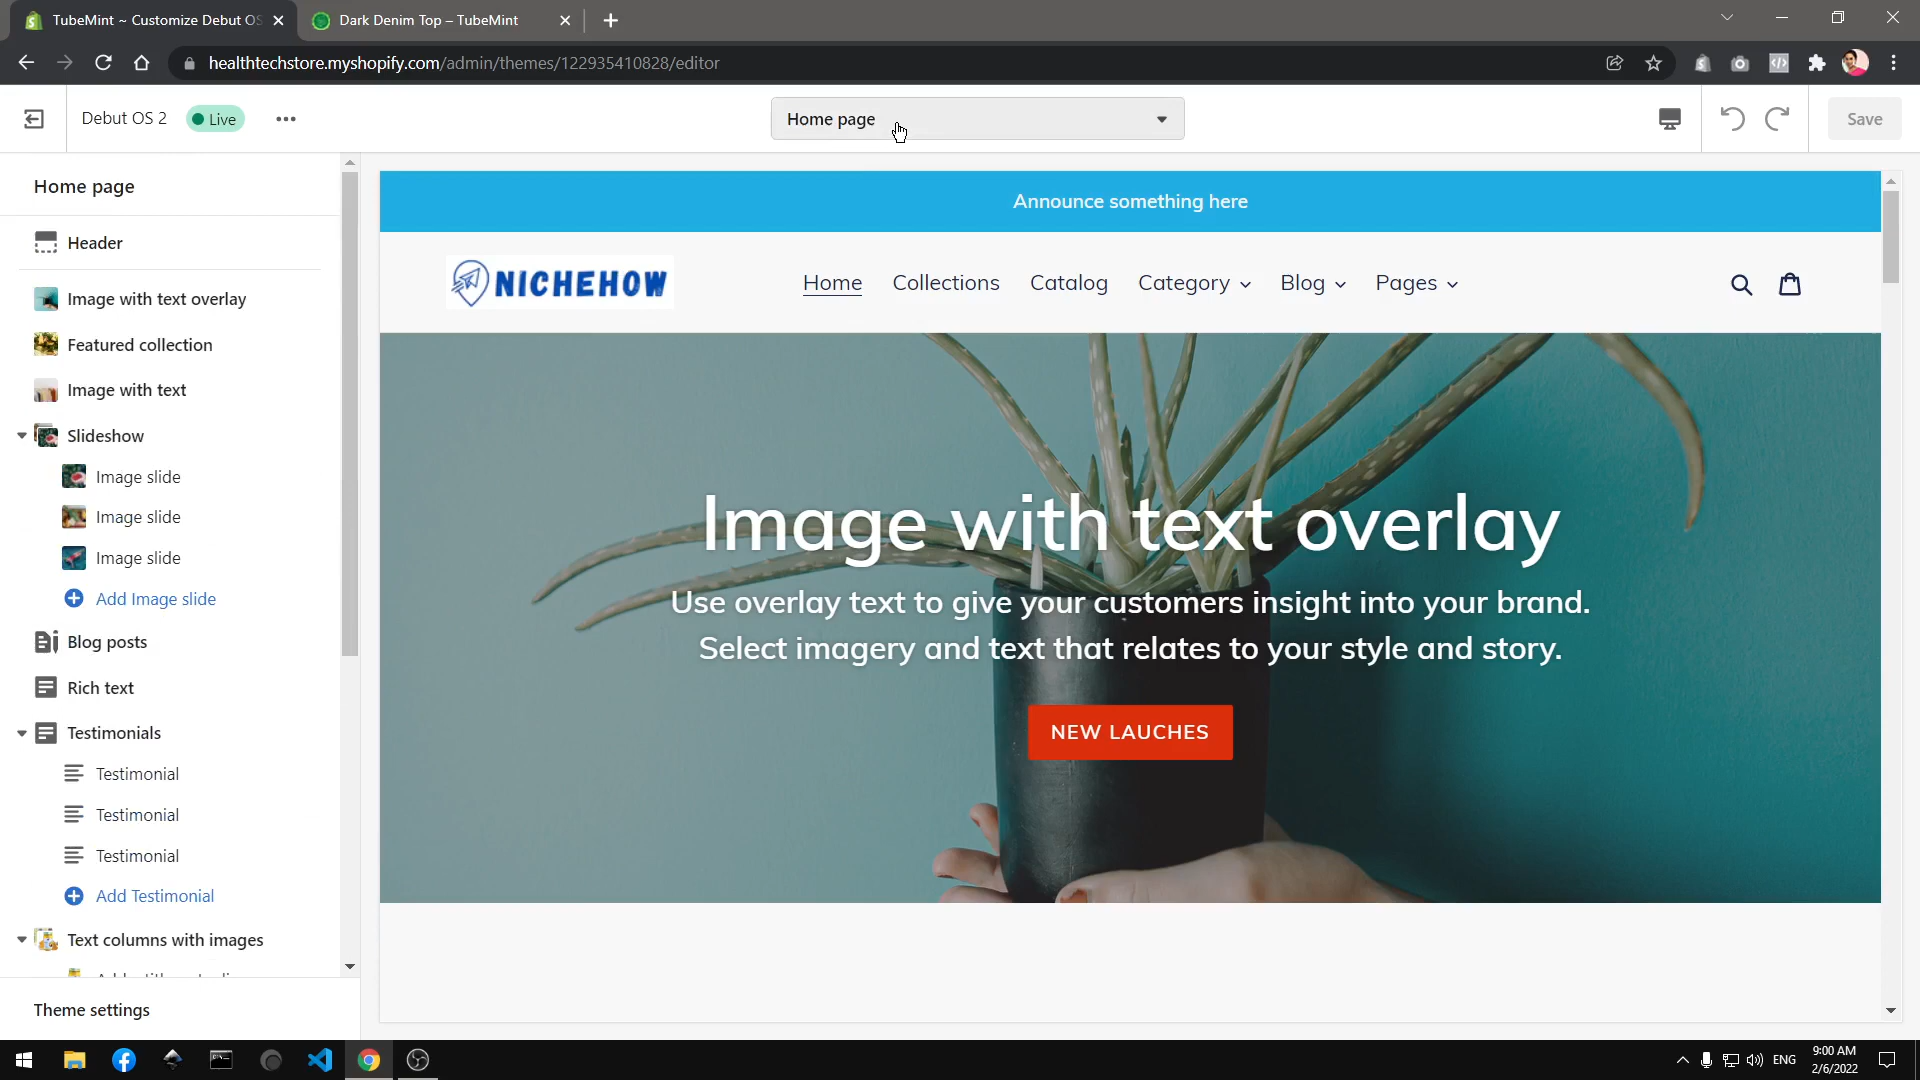 TubeMint ~ Customize Debut OS
Dark Denim Top – TubeMint
healthtechstore.myshopify.com/admin/themes/122935410828/editor
Debut OS 2
Live
Home page
Save
Home page
Header
Image with text overlay
Featured collection
Image with text
Slideshow
Image slide
Image slide
Image slide
Add Image slide
Blog posts
Rich text
Testimonials
Testimonial
Testimonial
Testimonial
Add Testimonial
Text columns with images
Theme settings
Announce something here
NICHEHOW
Home
Collections
Catalog
Category
Blog
Pages
Image with text overlay
Use overlay text to give your customers insight into your brand.
Select imagery and text that relates to your style and story.
NEW LAUCHES
ENG
9:00 AM
2/6/2022